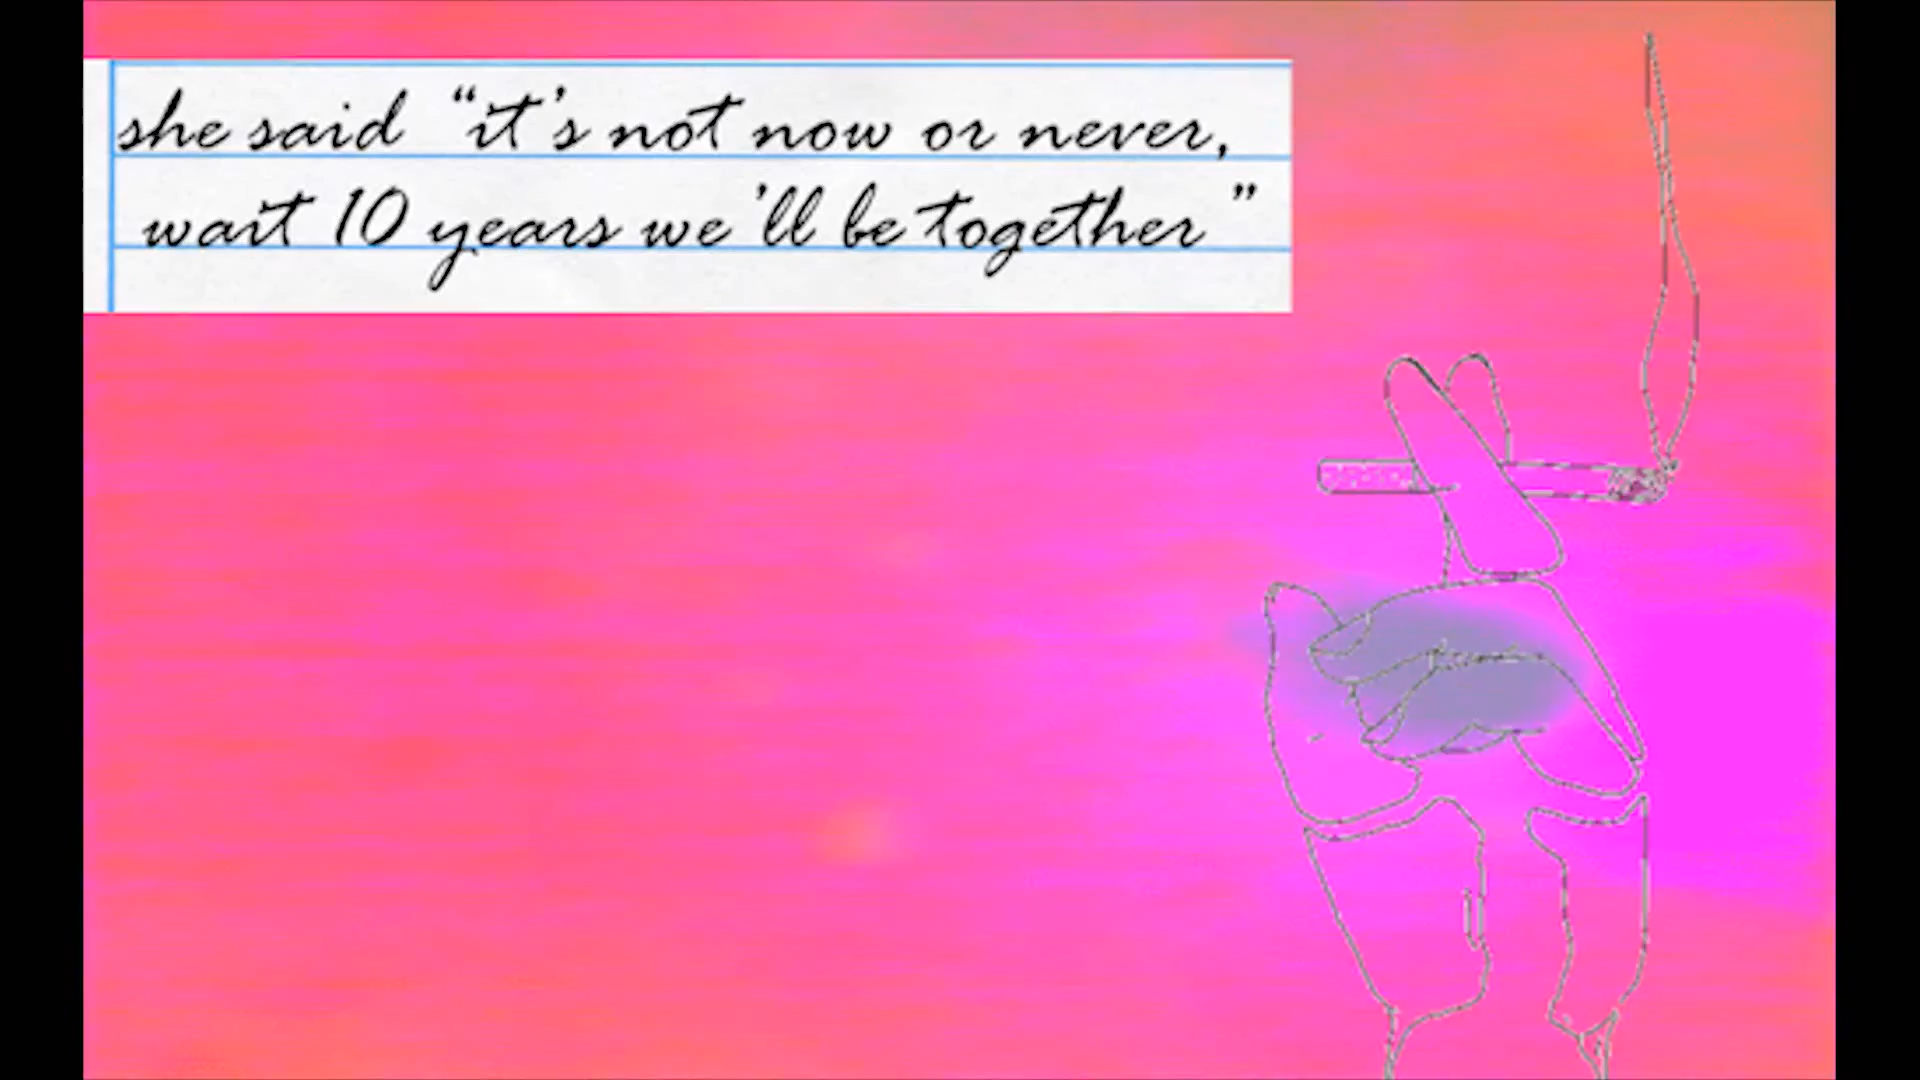 she said “it’s not now or never,
wait 10 years we’ll be together”